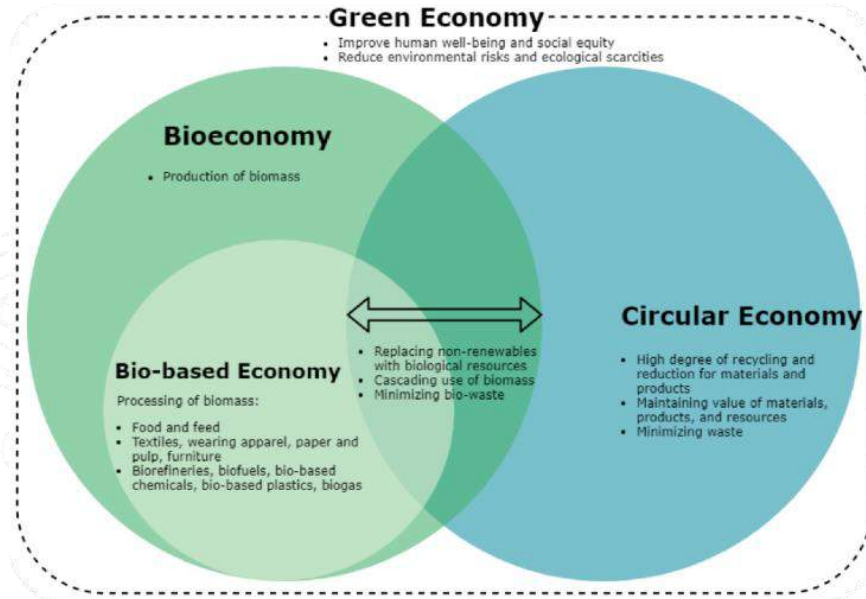 Green Economy
• Improve human well-being and social equity
• Reduce environmental risks and ecological scarcities
Bioeconomy
• Production of biomass
Bio-based Economy
Processing of biomass:
• Food and feed
• Textiles, wearing apparel, paper and
pulp, furniture
• Biorefineries, biofuels, bio-based
chemicals, bio-based plastics, biogas
• Replacing non-renewables
with biological resources
• Cascading use of biomass
• Minimizing bio-waste
Circular Economy
• High degree of recycling and
reduction for materials and
products
• Maintaining value of materials,
products, and resources
• Minimizing waste